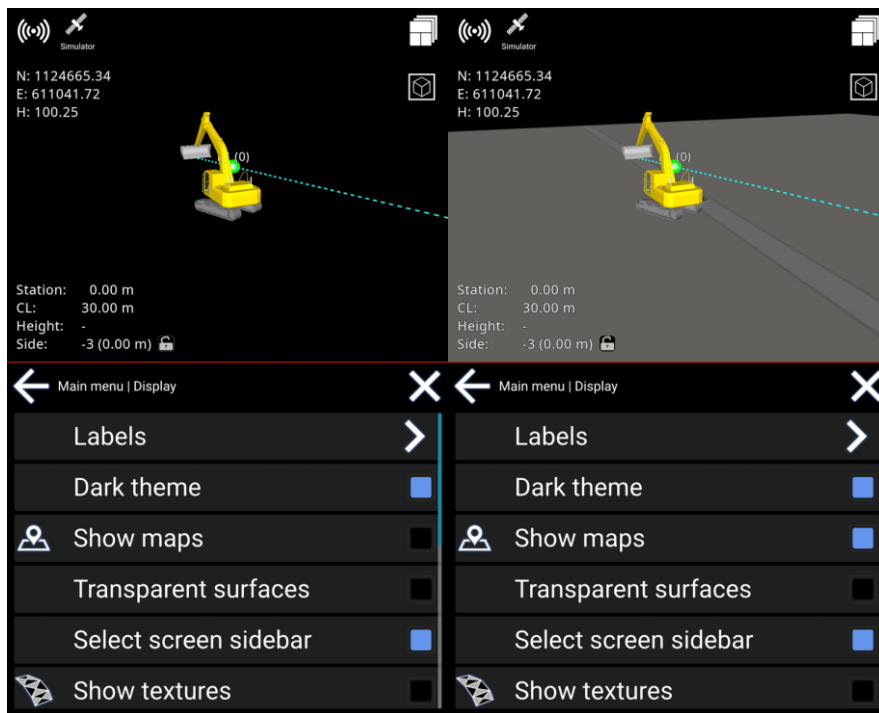 Simulator
N: 1124665.34
E: 611041.72
H: 100.25
(0)
Station: 0.00 m
CL: 30.00 m
Height: -
Side: -3 (0.00 m)
Main menu | Display
Labels
Dark theme
Show maps
Transparent surfaces
Select screen sidebar
Show textures
Simulator
N: 1124665.34
E: 611041.72
H: 100.25
(0)
Station: 0.00 m
CL: 30.00 m
Height: -
Side: -3 (0.00 m)
Main menu | Display
Labels
Dark theme
Show maps
Transparent surfaces
Select screen sidebar
Show textures